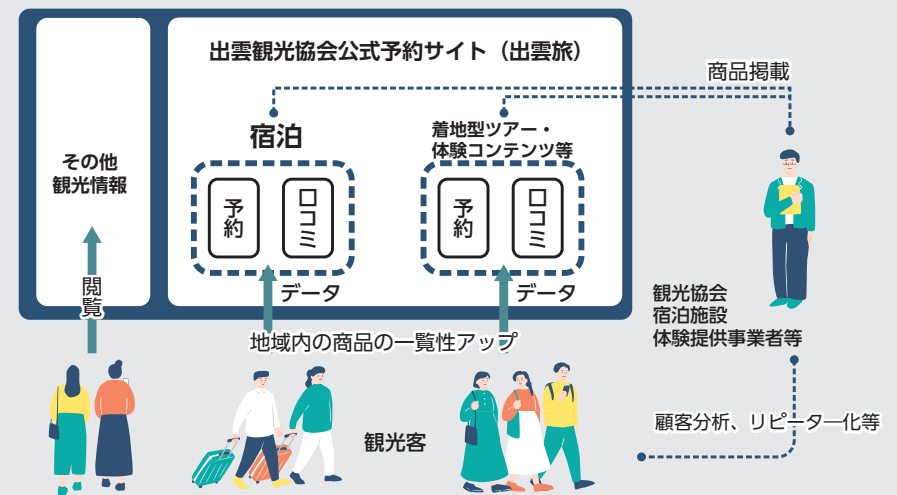 出雲観光協会公式予約サイト（出雲旅）
商品掲載
宿泊
着地型ツアー・
体験コンテンツ等
その他
観光情報
予約
口コミ
予約
口コミ
閲覧
データ
データ
地域内の商品の一覧性アップ
観光協会
宿泊施設
体験提供事業者等
観光客
顧客分析、リピーター化等